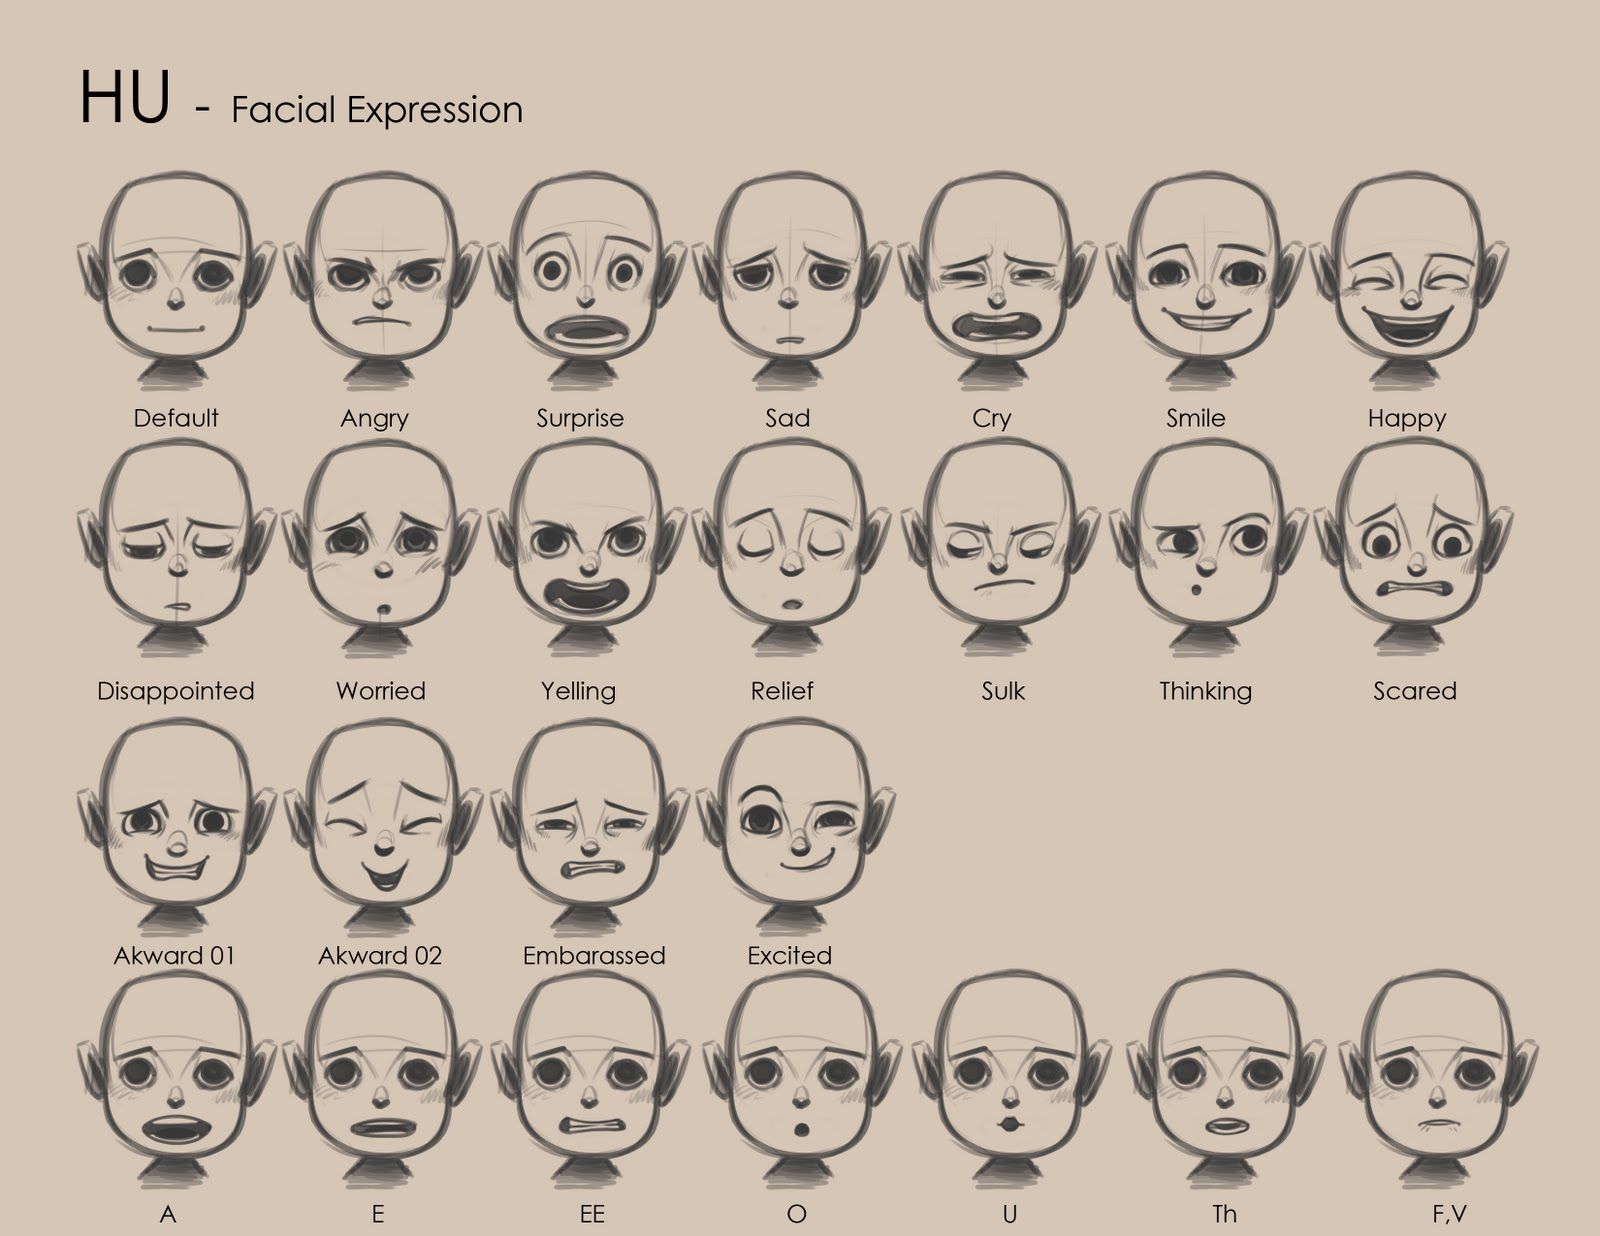 HU - Facial Expression
Default Angry Surprise Sad Cry Smile Happy
Disappointed Worried Yelling Relief Sulk Thinking Scared
Akward 01 Akward 02 Embarassed Excited
A E EE O U Th F,V